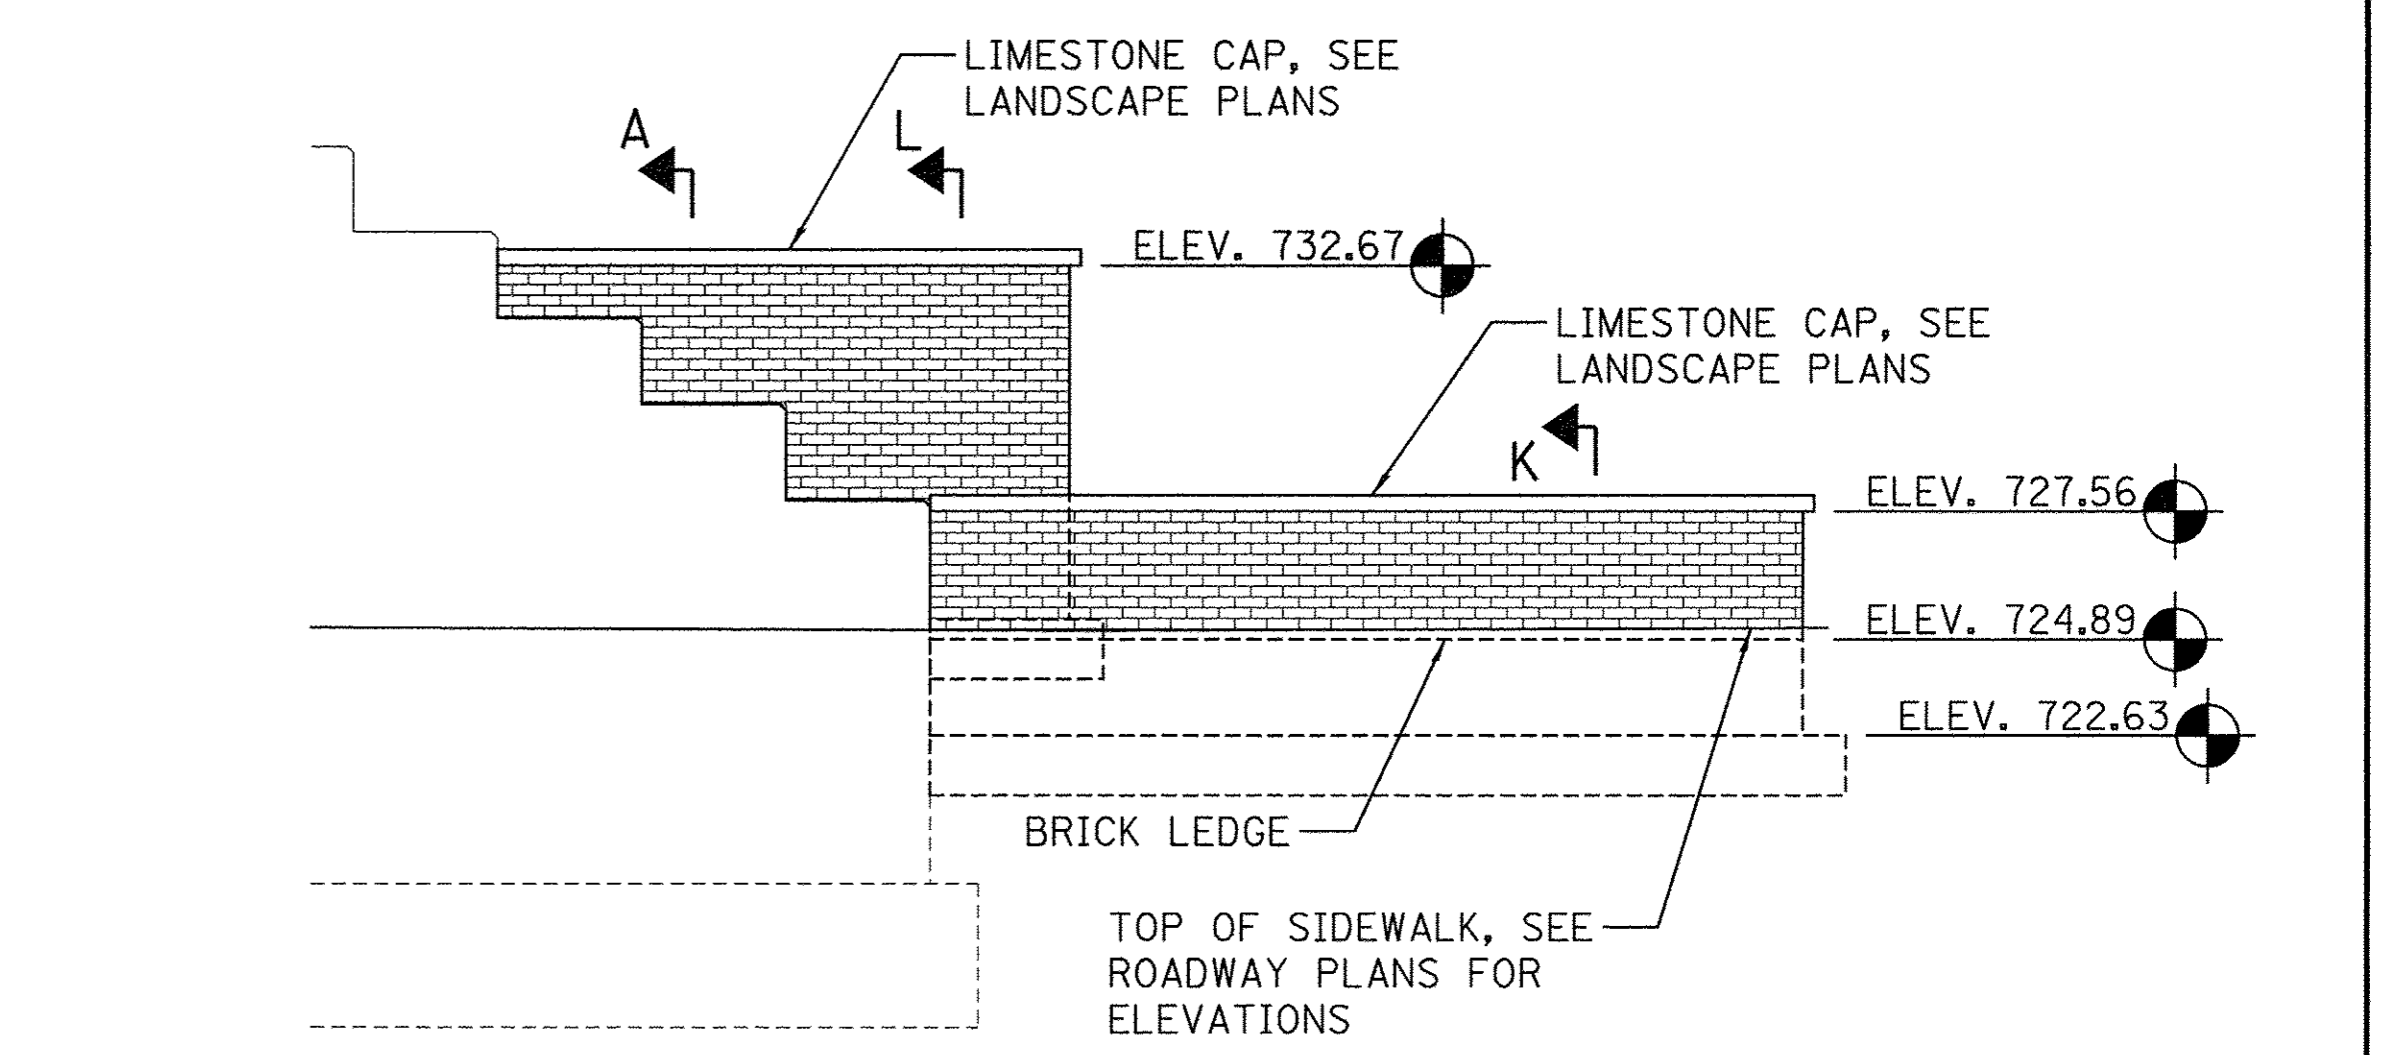 LIMESTONE CAP, SEE
LANDSCAPE PLANS
A
L
ELEV. 732.67
LIMESTONE CAP, SEE
LANDSCAPE PLANS
K
ELEV. 727.56
ELEV. 724.89
ELEV. 722.63
BRICK LEDGE
TOP OF SIDEWALK, SEE
ROADWAY PLANS FOR
ELEVATIONS